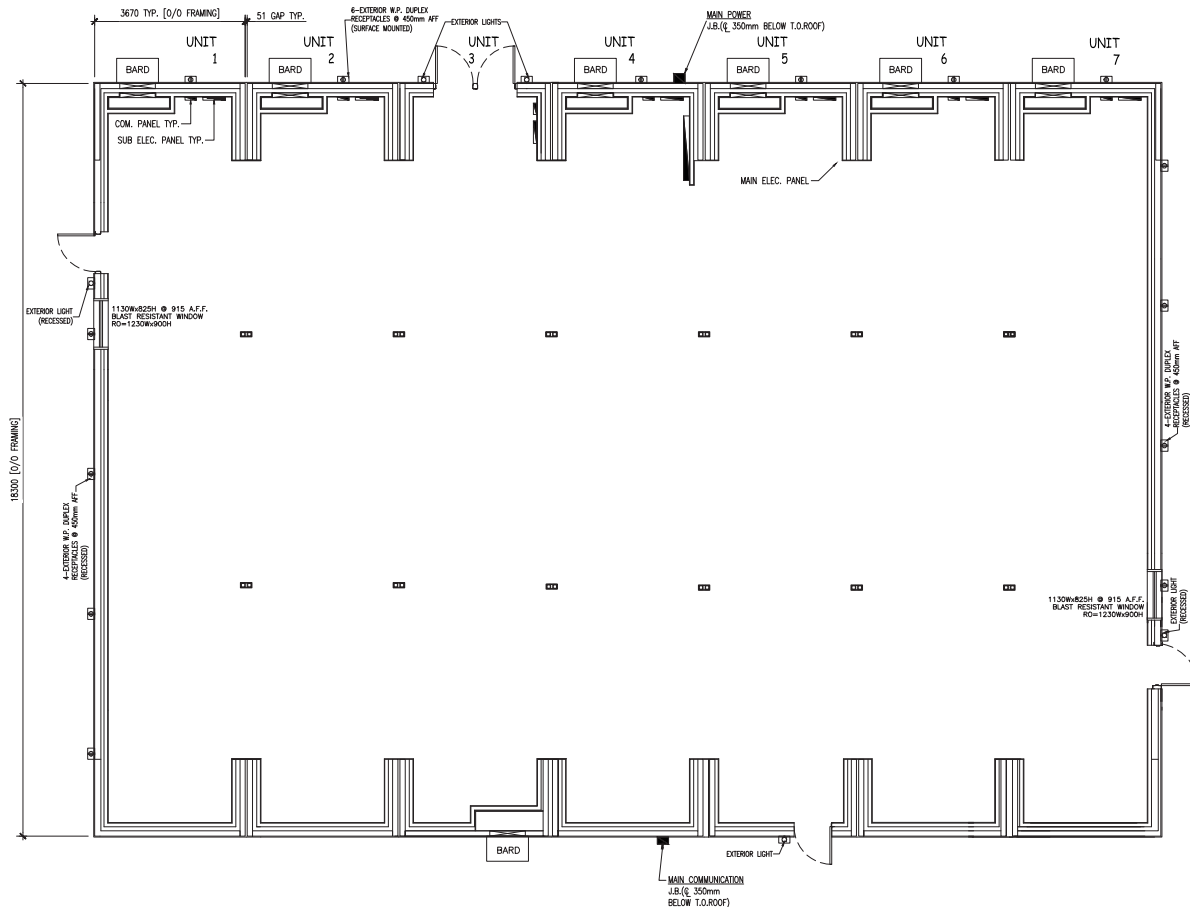 3670 TYP. [O/O FRAMING]
51 GAP TYP.
6-EXTERIOR W.P. DUPLEX
RECEPTACLES @ 450mm AFF
(SURFACE MOUNTED)
EXTERIOR LIGHTS
MAIN POWER
J.B.(℄ 350mm BELOW T.O.ROOF)
UNIT
1
UNIT
2
UNIT
3
UNIT
4
UNIT
5
UNIT
6
UNIT
7
BARD
BARD
BARD
BARD
BARD
BARD
COM. PANEL TYP.
SUB ELEC. PANEL TYP.
MAIN ELEC. PANEL
EXTERIOR LIGHT
(RECESSED)
1130Wx825H @ 915 A.F.F.
BLAST RESISTANT WINDOW
RO=1230Wx900H
18300 [O/O FRAMING]
4-EXTERIOR W.P. DUPLEX
RECEPTACLES @ 450mm AFF
(RECESSED)
4-EXTERIOR W.P. DUPLEX
RECEPTACLES @ 450mm AFF
(RECESSED)
1130Wx825H @ 915 A.F.F.
BLAST RESISTANT WINDOW
RO=1230Wx900H
EXTERIOR LIGHT
(RECESSED)
BARD
EXTERIOR LIGHT
MAIN COMMUNICATION
J.B.(℄ 350mm
BELOW T.O.ROOF)